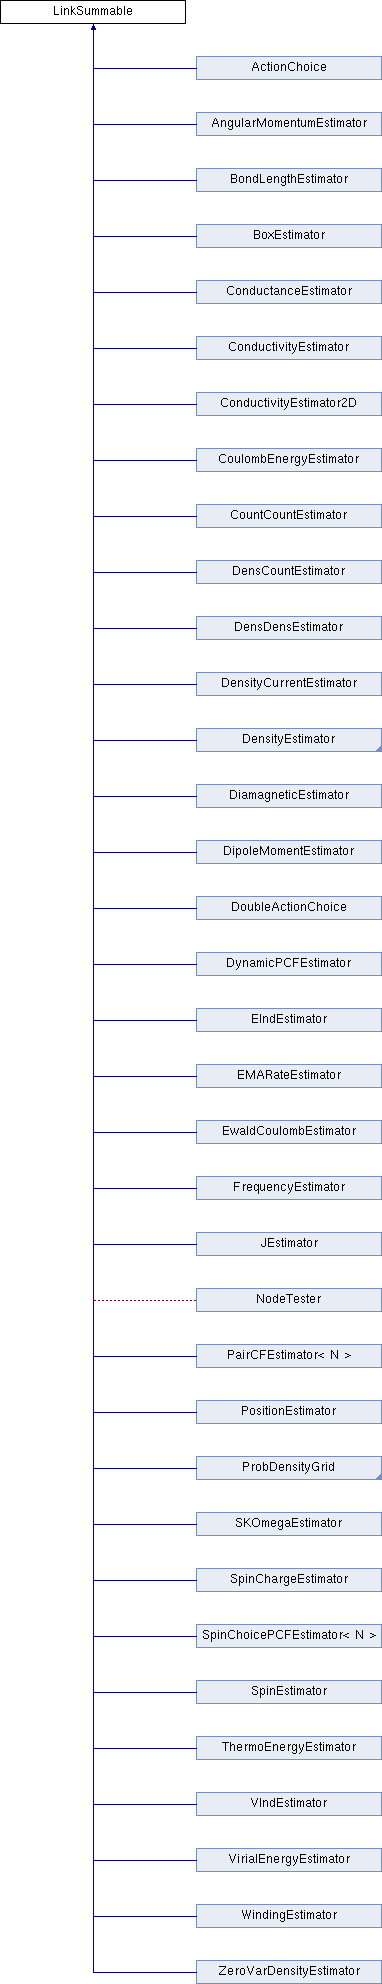 LinkSummable
ActionChoice
AngularMomentumEstimator
BondLengthEstimator
BoxEstimator
ConductanceEstimator
ConductivityEstimator
ConductivityEstimator2D
CoulombEnergyEstimator
CountCountEstimator
DensCountEstimator
DensDensEstimator
DensityCurrentEstimator
DensityEstimator
DiamagneticEstimator
DipoleMomentEstimator
DoubleActionChoice
DynamicPCFEstimator
EIndEstimator
EMARateEstimator
EwaldCoulombEstimator
FrequencyEstimator
JEstimator
NodeTester
PairCFEstimator< N >
PositionEstimator
ProbDensityGrid
SKOmegaEstimator
SpinChargeEstimator
SpinChoicePCFEstimator< N >
SpinEstimator
ThermoEnergyEstimator
VIndEstimator
VirialEnergyEstimator
WindingEstimator
ZeroVarDensityEstimator